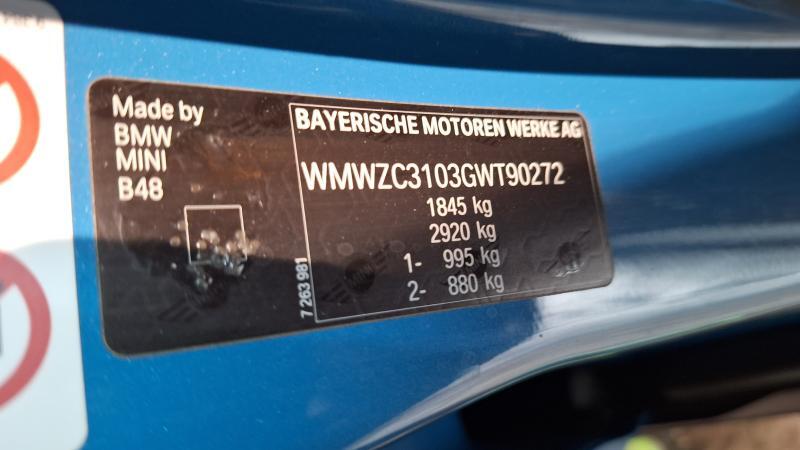 Made by
BMW
MINI
B48
BAYERISCHE MOTOREN WERKE AG
WMWZC3103GWT90272
1845 kg
2920 kg
1- 995 kg
2- 880 kg
7 263 981